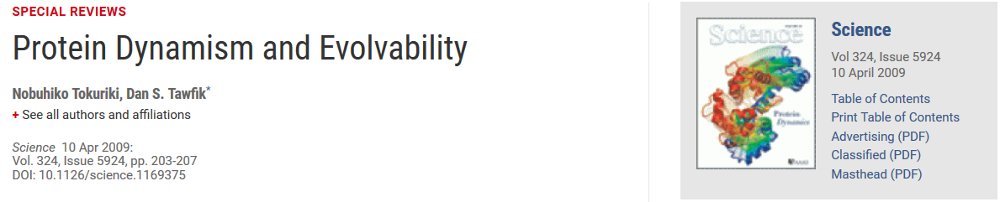 SPECIAL REVIEWS
Protein Dynamism and Evolvability
Nobuhiko Tokuriki, Dan S. Tawfik*
+ See all authors and affiliations
Science 10 Apr 2009:
Vol. 324, Issue 5924, pp. 203-207
DOI: 10.1126/science.1169375
Science
Protein
Dynamics
AAAS
Science
Vol 324, Issue 5924
10 April 2009
Table of Contents
Print Table of Contents
Advertising (PDF)
Classified (PDF)
Masthead (PDF)